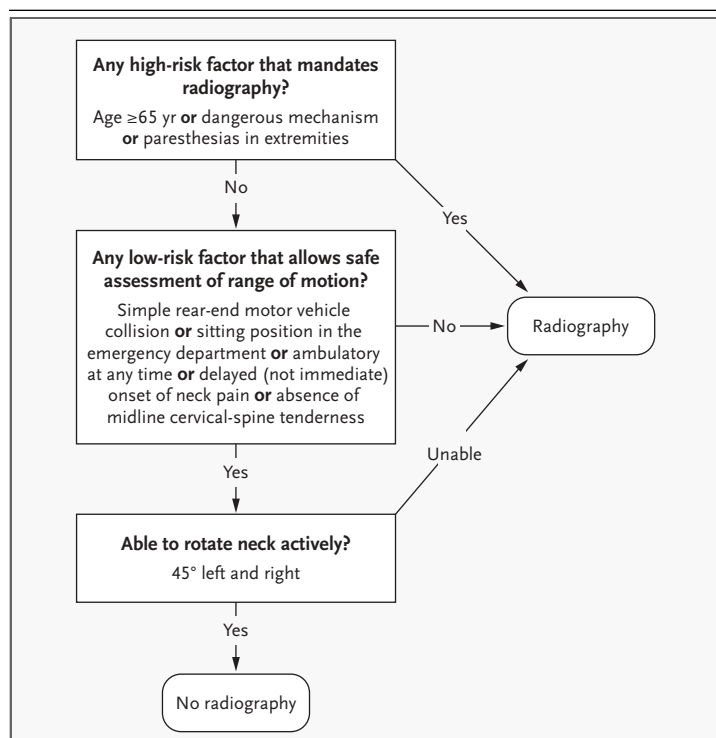 Any high-risk factor that mandates
radiography?
Age ≥65 yr or dangerous mechanism
or paresthesias in extremities
No
Yes
Any low-risk factor that allows safe
assessment of range of motion?
Simple rear-end motor vehicle
collision or sitting position in the
emergency department or ambulatory
at any time or delayed (not immediate)
onset of neck pain or absence of
midline cervical-spine tenderness
No
Radiography
Yes
Unable
Able to rotate neck actively?
45° left and right
Yes
No radiography